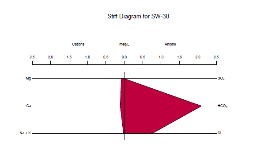 Stiff Diagram for SW-30
Cations meq/L Anions
2.5 2.0 1.5 1.0 0.5 0.0 0.5 1.0 1.5 2.0 2.5
Mg SO₄
Ca HCO₃
Na + K Cl